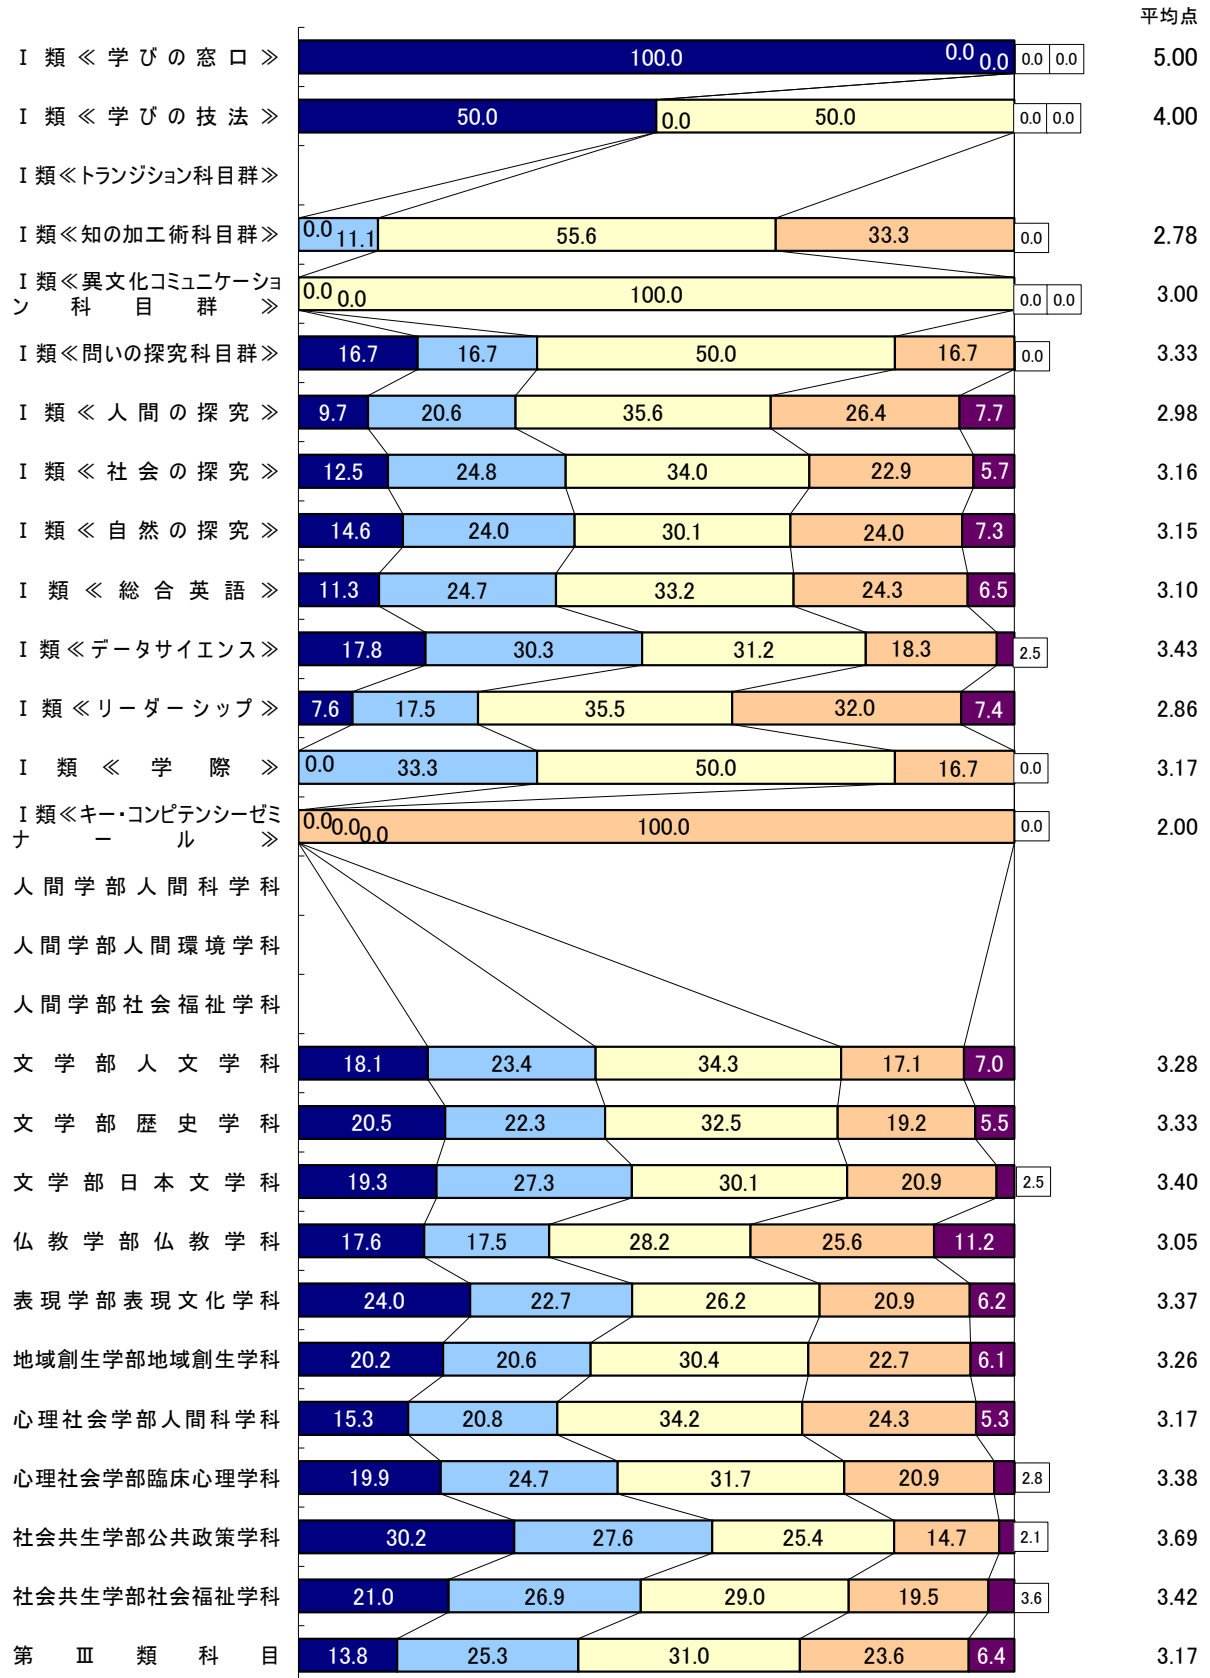 平均点
Ⅰ類≪学びの窓口≫ 100.0 0.0 0.0 0.0 0.0 5.00
Ⅰ類≪学びの技法≫ 50.0 0.0 50.0 0.0 0.0 4.00
Ⅰ類≪トランジション科目群≫
Ⅰ類≪知の加工術科目群≫ 0.0 11.1 55.6 33.3 0.0 2.78
Ⅰ類≪異文化コミュニケーショ
ン科目群≫ 0.0 0.0 100.0 0.0 0.0 3.00
Ⅰ類≪問いの探究科目群≫ 16.7 16.7 50.0 16.7 0.0 3.33
Ⅰ類≪人間の探究≫ 9.7 20.6 35.6 26.4 7.7 2.98
Ⅰ類≪社会の探究≫ 12.5 24.8 34.0 22.9 5.7 3.16
Ⅰ類≪自然の探究≫ 14.6 24.0 30.1 24.0 7.3 3.15
Ⅰ類≪総合英語≫ 11.3 24.7 33.2 24.3 6.5 3.10
Ⅰ類≪データサイエンス≫ 17.8 30.3 31.2 18.3 2.5 3.43
Ⅰ類≪リーダーシップ≫ 7.6 17.5 35.5 32.0 7.4 2.86
Ⅰ類≪学際≫ 0.0 33.3 50.0 16.7 0.0 3.17
Ⅰ類≪キー・コンピテンシーゼミ
ナール≫ 0.0 0.0 0.0 100.0 0.0 2.00
人間学部人間科学科
人間学部人間環境学科
人間学部社会福祉学科
文学部人文学科 18.1 23.4 34.3 17.1 7.0 3.28
文学部歴史学科 20.5 22.3 32.5 19.2 5.5 3.33
文学部日本文学科 19.3 27.3 30.1 20.9 2.5 3.40
仏教学部仏教学科 17.6 17.5 28.2 25.6 11.2 3.05
表現学部表現文化学科 24.0 22.7 26.2 20.9 6.2 3.37
地域創生学部地域創生学科 20.2 20.6 30.4 22.7 6.1 3.26
心理社会学部人間科学科 15.3 20.8 34.2 24.3 5.3 3.17
心理社会学部臨床心理学科 19.9 24.7 31.7 20.9 2.8 3.38
社会共生学部公共政策学科 30.2 27.6 25.4 14.7 2.1 3.69
社会共生学部社会福祉学科 21.0 26.9 29.0 19.5 3.6 3.42
第Ⅲ類科目 13.8 25.3 31.0 23.6 6.4 3.17